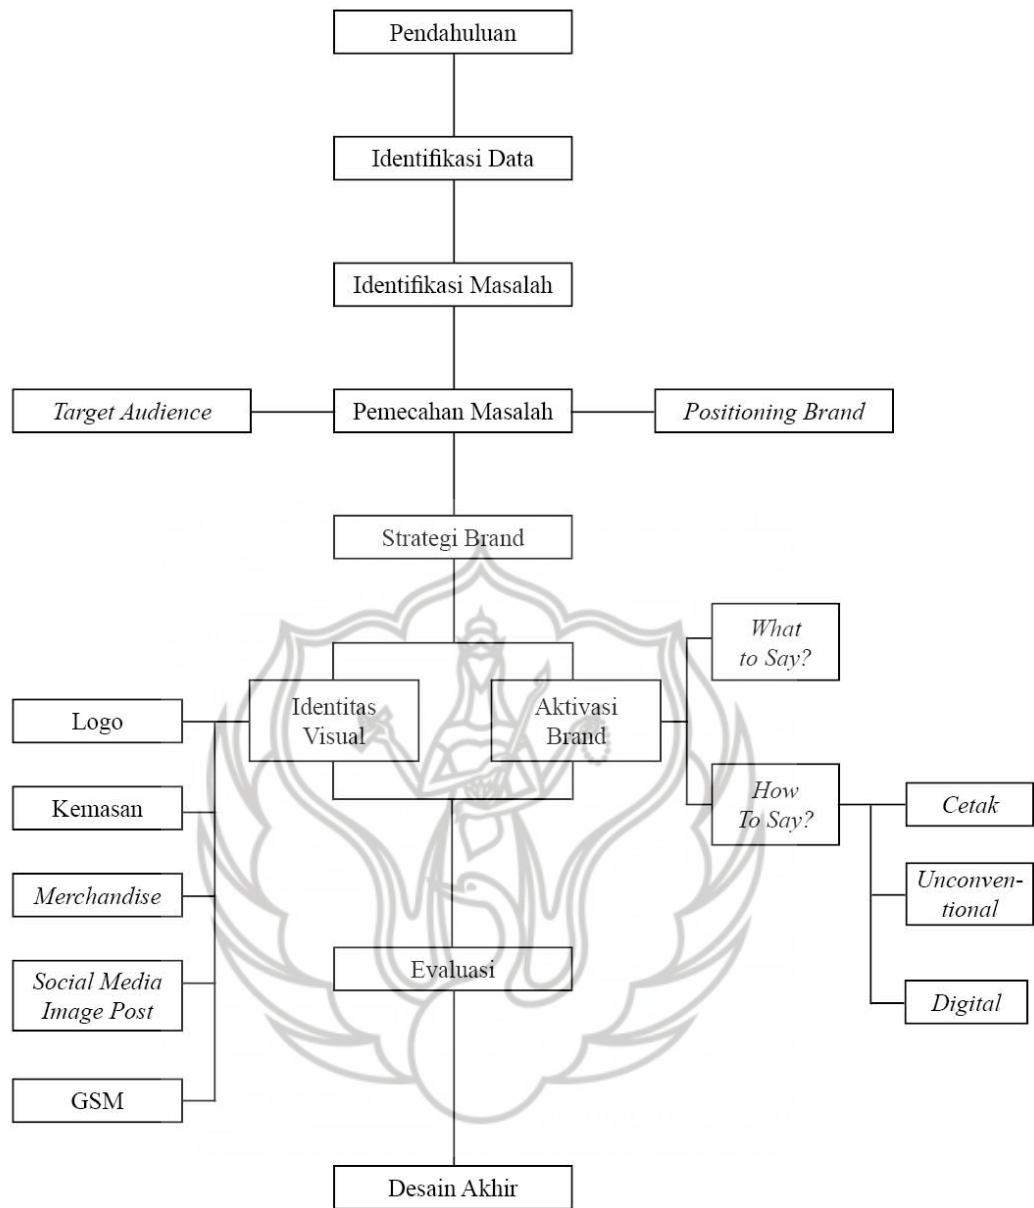 Pendahuluan
Identifikasi Data
Identifikasi Masalah
Target Audience
Pemecahan Masalah
Positioning Brand
Strategi Brand
Identitas
Visual
Aktivasi
Brand
What
to Say?
How
To Say?
Logo
Kemasan
Merchandise
Social Media
Image Post
GSM
Cetak
Unconven-
tional
Digital
Evaluasi
Desain Akhir